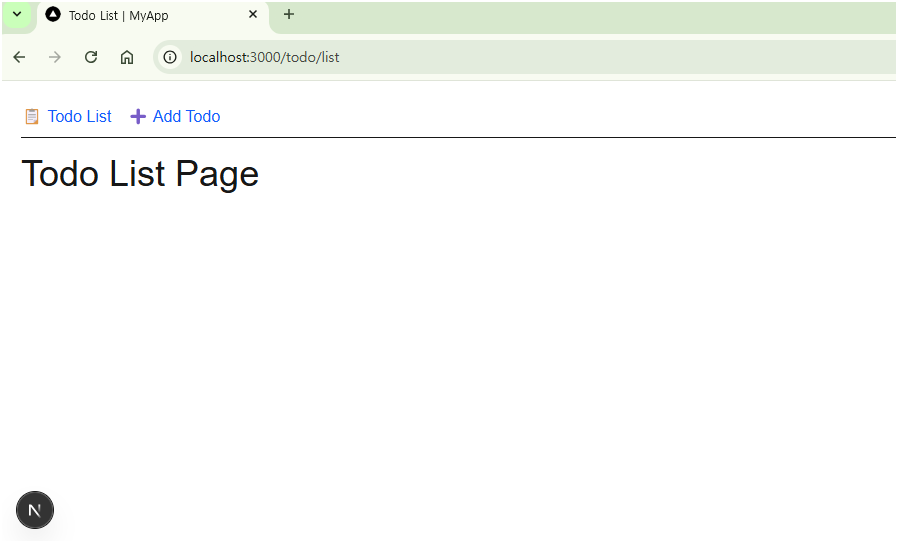 Todo List | MyApp
localhost:3000/todo/list
Todo List Add Todo
Todo List Page
N